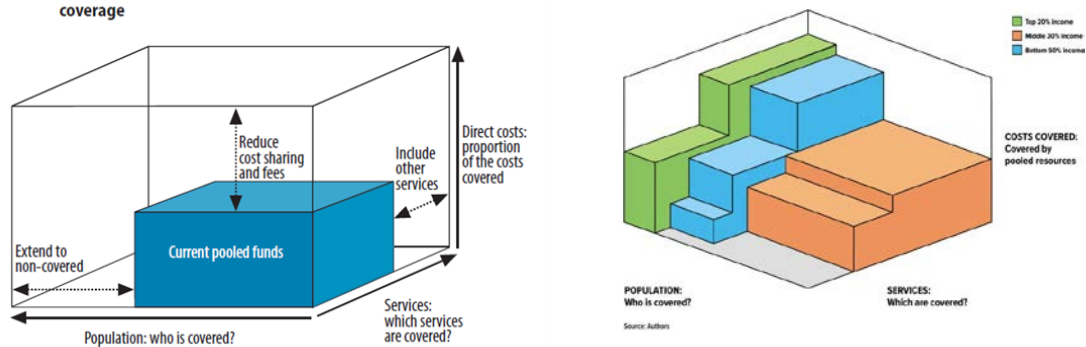 coverage
Reduce
cost sharing
and fees
Include
other
services
Direct costs:
proportion
of the costs
covered
Extend to
non-covered
Current pooled funds
Services:
which services
are covered?
Population: who is covered?
Top 20% income
Middle 30% income
Bottom 50% income
COSTS COVERED:
Covered by
pooled resources
POPULATION:
Who is covered?
SERVICES:
Which are covered?
Source: Authors